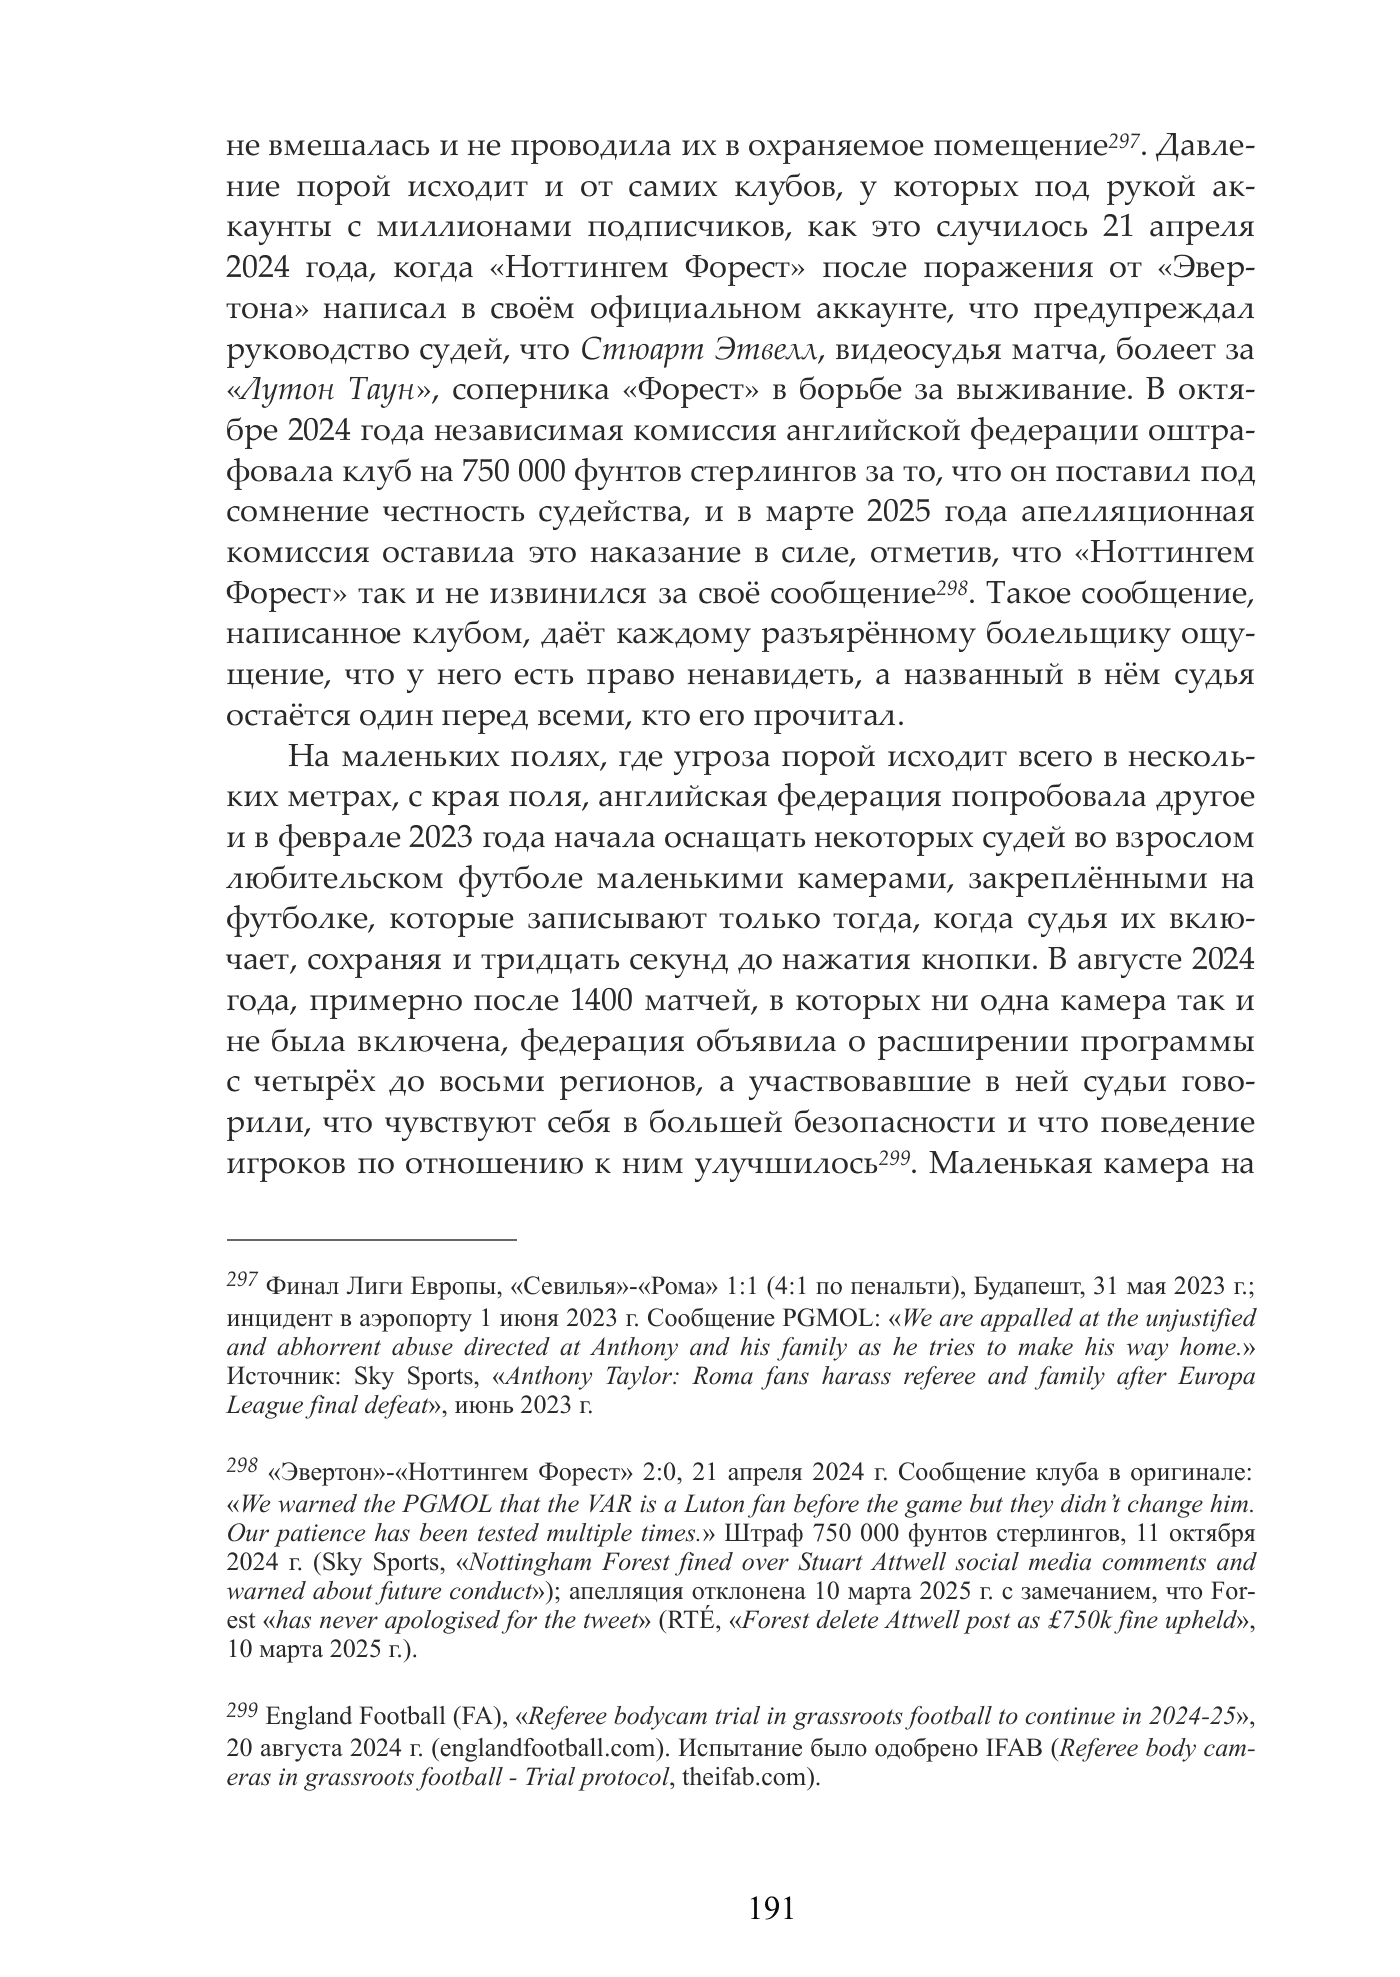 не вмешалась и не проводила их в охраняемое помещение297. Давле-
ние порой исходит и от самих клубов, у которых под рукой ак-
каунты с миллионами подписчиков, как это случилось 21 апреля
2024 года, когда «Ноттингем Форест» после поражения от «Эвер-
тона» написал в своём официальном аккаунте, что предупреждал
руководство судей, что Стюарт Этвелл, видеосудья матча, болеет за
«Лутон Таун», соперника «Форест» в борьбе за выживание. В октя-
бре 2024 года независимая комиссия английской федерации оштра-
фовала клуб на 750 000 фунтов стерлингов за то, что он поставил под
сомнение честность судейства, и в марте 2025 года апелляционная
комиссия оставила это наказание в силе, отметив, что «Ноттингем
Форест» так и не извинился за своё сообщение298. Такое сообщение,
написанное клубом, даёт каждому разъярённому болельщику ощу-
щение, что у него есть право ненавидеть, а названный в нём судья
остаётся один перед всеми, кто его прочитал.
На маленьких полях, где угроза порой исходит всего в несколь-
ких метрах, с края поля, английская федерация попробовала другое
и в феврале 2023 года начала оснащать некоторых судей во взрослом
любительском футболе маленькими камерами, закреплёнными на
футболке, которые записывают только тогда, когда судья их вклю-
чает, сохраняя и тридцать секунд до нажатия кнопки. В августе 2024
года, примерно после 1400 матчей, в которых ни одна камера так и
не была включена, федерация объявила о расширении программы
с четырёх до восьми регионов, а участвовавшие в ней судьи гово-
рили, что чувствуют себя в большей безопасности и что поведение
игроков по отношению к ним улучшилось299. Маленькая камера на
297 Финал Лиги Европы, «Севилья»-«Рома» 1:1 (4:1 по пенальти), Будапешт, 31 мая 2023 г.;
инцидент в аэропорту 1 июня 2023 г. Сообщение PGMOL: «We are appalled at the unjustified
and abhorrent abuse directed at Anthony and his family as he tries to make his way home.»
Источник: Sky Sports, «Anthony Taylor: Roma fans harass referee and family after Europa
League final defeat», июнь 2023 г.
298 «Эвертон»-«Ноттингем Форест» 2:0, 21 апреля 2024 г. Сообщение клуба в оригинале:
«We warned the PGMOL that the VAR is a Luton fan before the game but they didn’t change him.
Our patience has been tested multiple times.» Штраф 750 000 фунтов стерлингов, 11 октября
2024 г. (Sky Sports, «Nottingham Forest fined over Stuart Attwell social media comments and
warned about future conduct»); апелляция отклонена 10 марта 2025 г. с замечанием, что For-
est «has never apologised for the tweet» (RTÉ, «Forest delete Attwell post as £750k fine upheld»,
10 марта 2025 г.).
299 England Football (FA), «Referee bodycam trial in grassroots football to continue in 2024-25»,
20 августа 2024 г. (englandfootball.com). Испытание было одобрено IFAB (Referee body cam-
eras in grassroots football - Trial protocol, theifab.com).
191